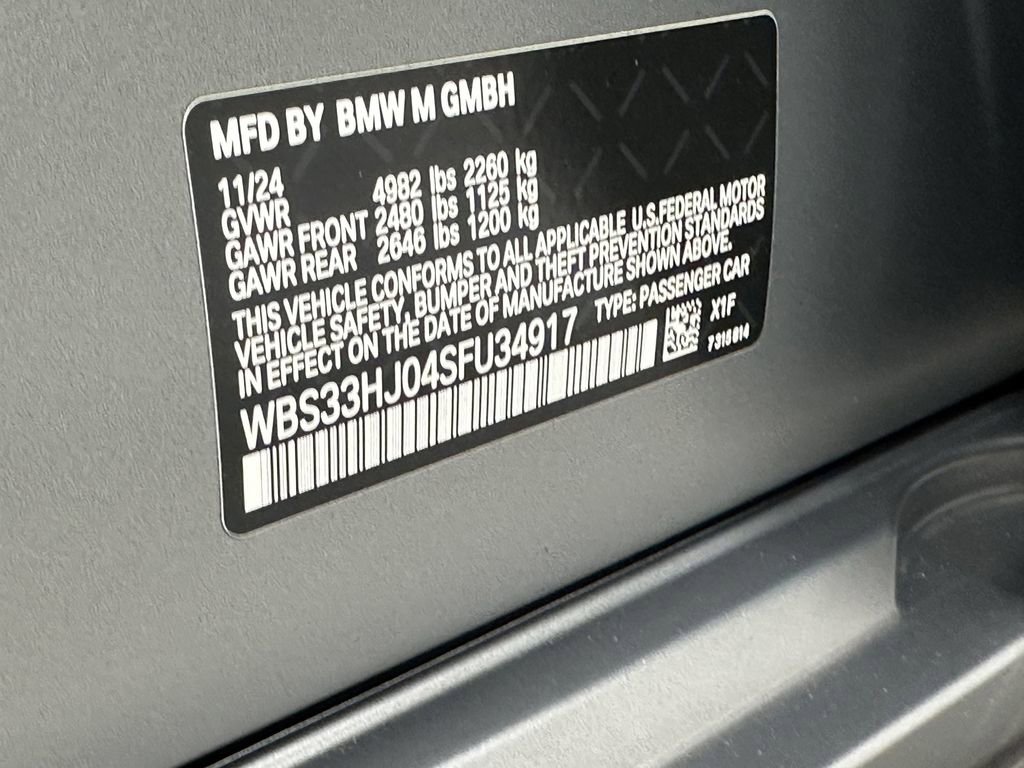 MFD BY BMW M GMBH
11/24
GVWR 4982 lbs 2260 kg
GAWR FRONT 2480 lbs 1125 kg
GAWR REAR 2646 lbs 1200 kg
THIS VEHICLE CONFORMS TO ALL APPLICABLE U.S.FEDERAL MOTOR
VEHICLE SAFETY, BUMPER AND THEFT PREVENTION STANDARDS
IN EFFECT ON THE DATE OF MANUFACTURE SHOWN ABOVE.
WBS33HJ04SFU34917 TYPE: PASSENGER CAR
X1F
7315614